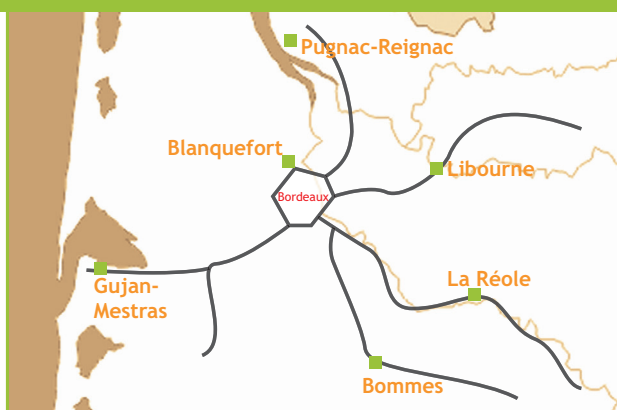 Pugnac-Reignac
Blanquefort
Libourne
Bordeaux
La Réole
Gujan-
Mestras
Bommes